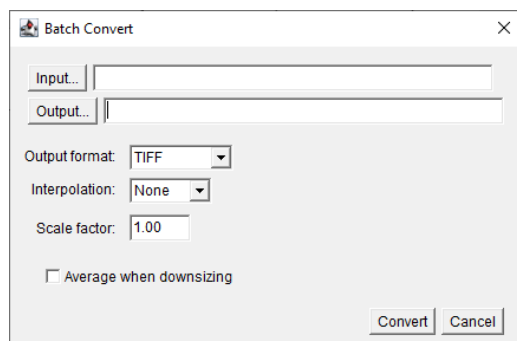 Batch Convert
Input...
Output...
Output format: TIFF
Interpolation: None
Scale factor: 1.00
Average when downsizing
Convert Cancel